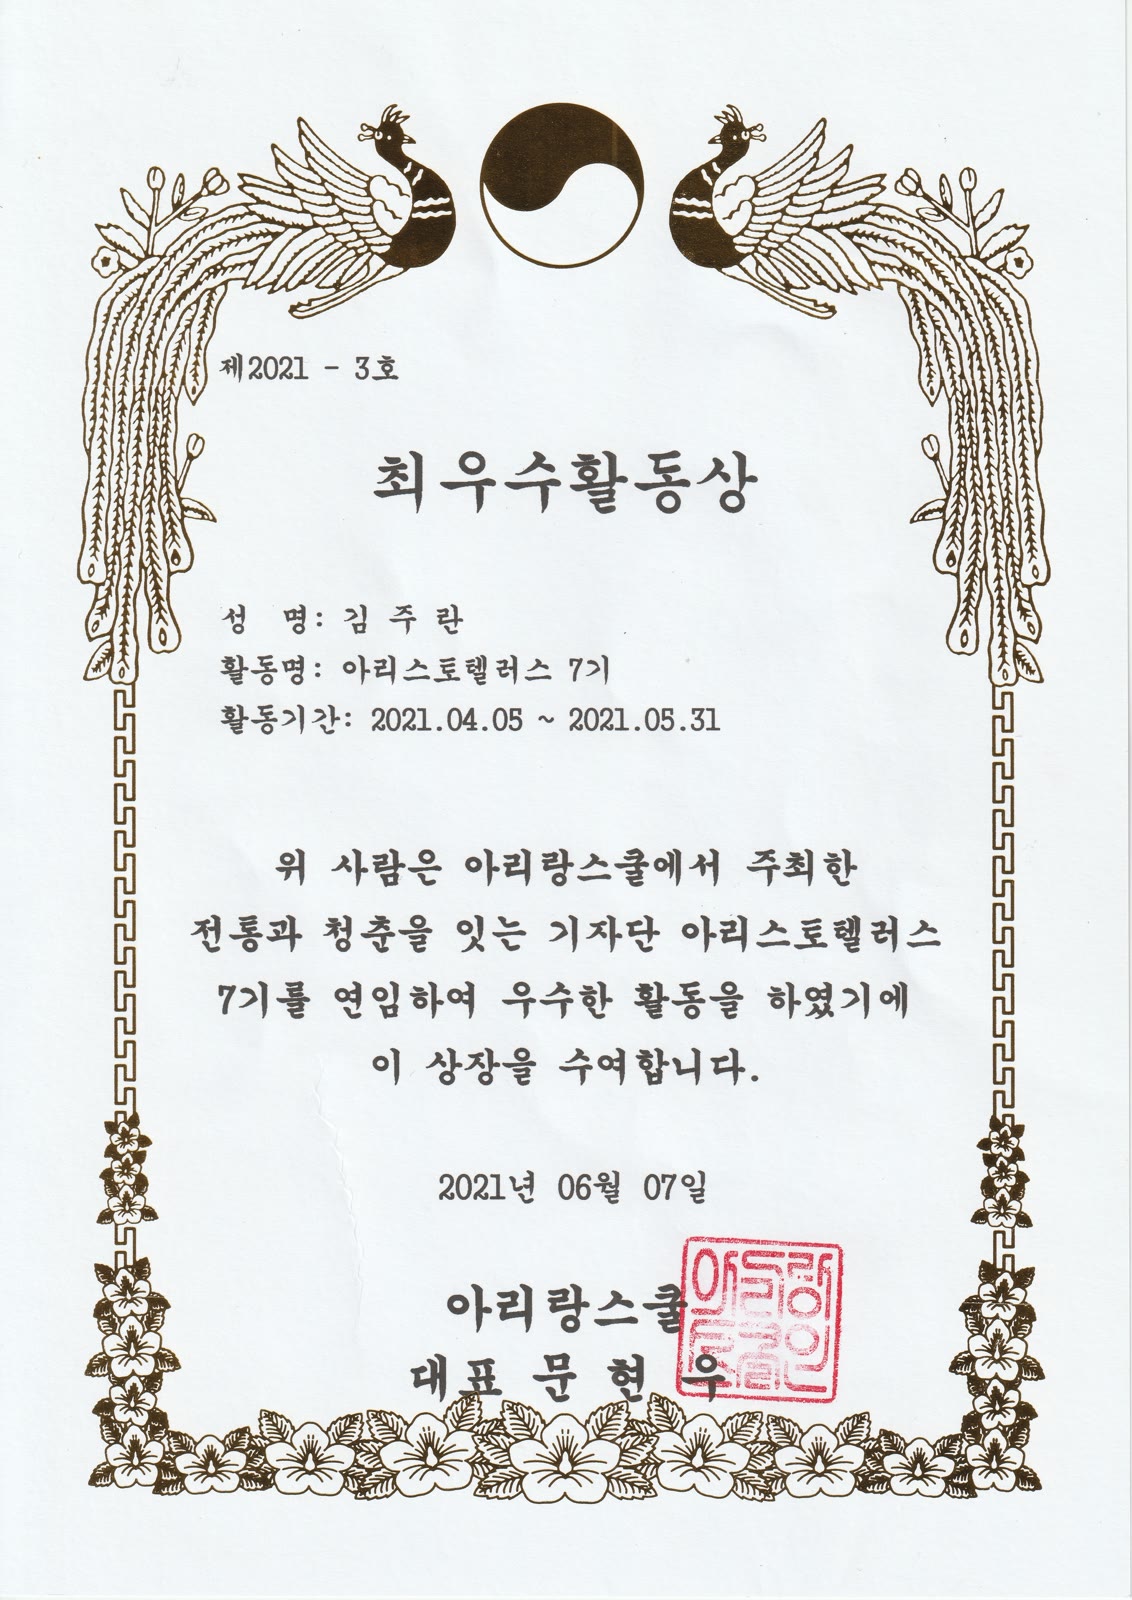 제2021 - 3호
최우수활동상
성 명: 김 주 란
활동명: 아리스토텔러스 7기
활동기간: 2021.04.05 ~ 2021.05.31
위 사람은 아리랑스쿨에서 주최한
전통과 청춘을 잇는 기자단 아리스토텔러스
7기를 연임하여 우수한 활동을 하였기에
이 상장을 수여합니다.
2021년 06월 07일
아리랑스쿨
대표 문 현 우
아리랑
스쿨인